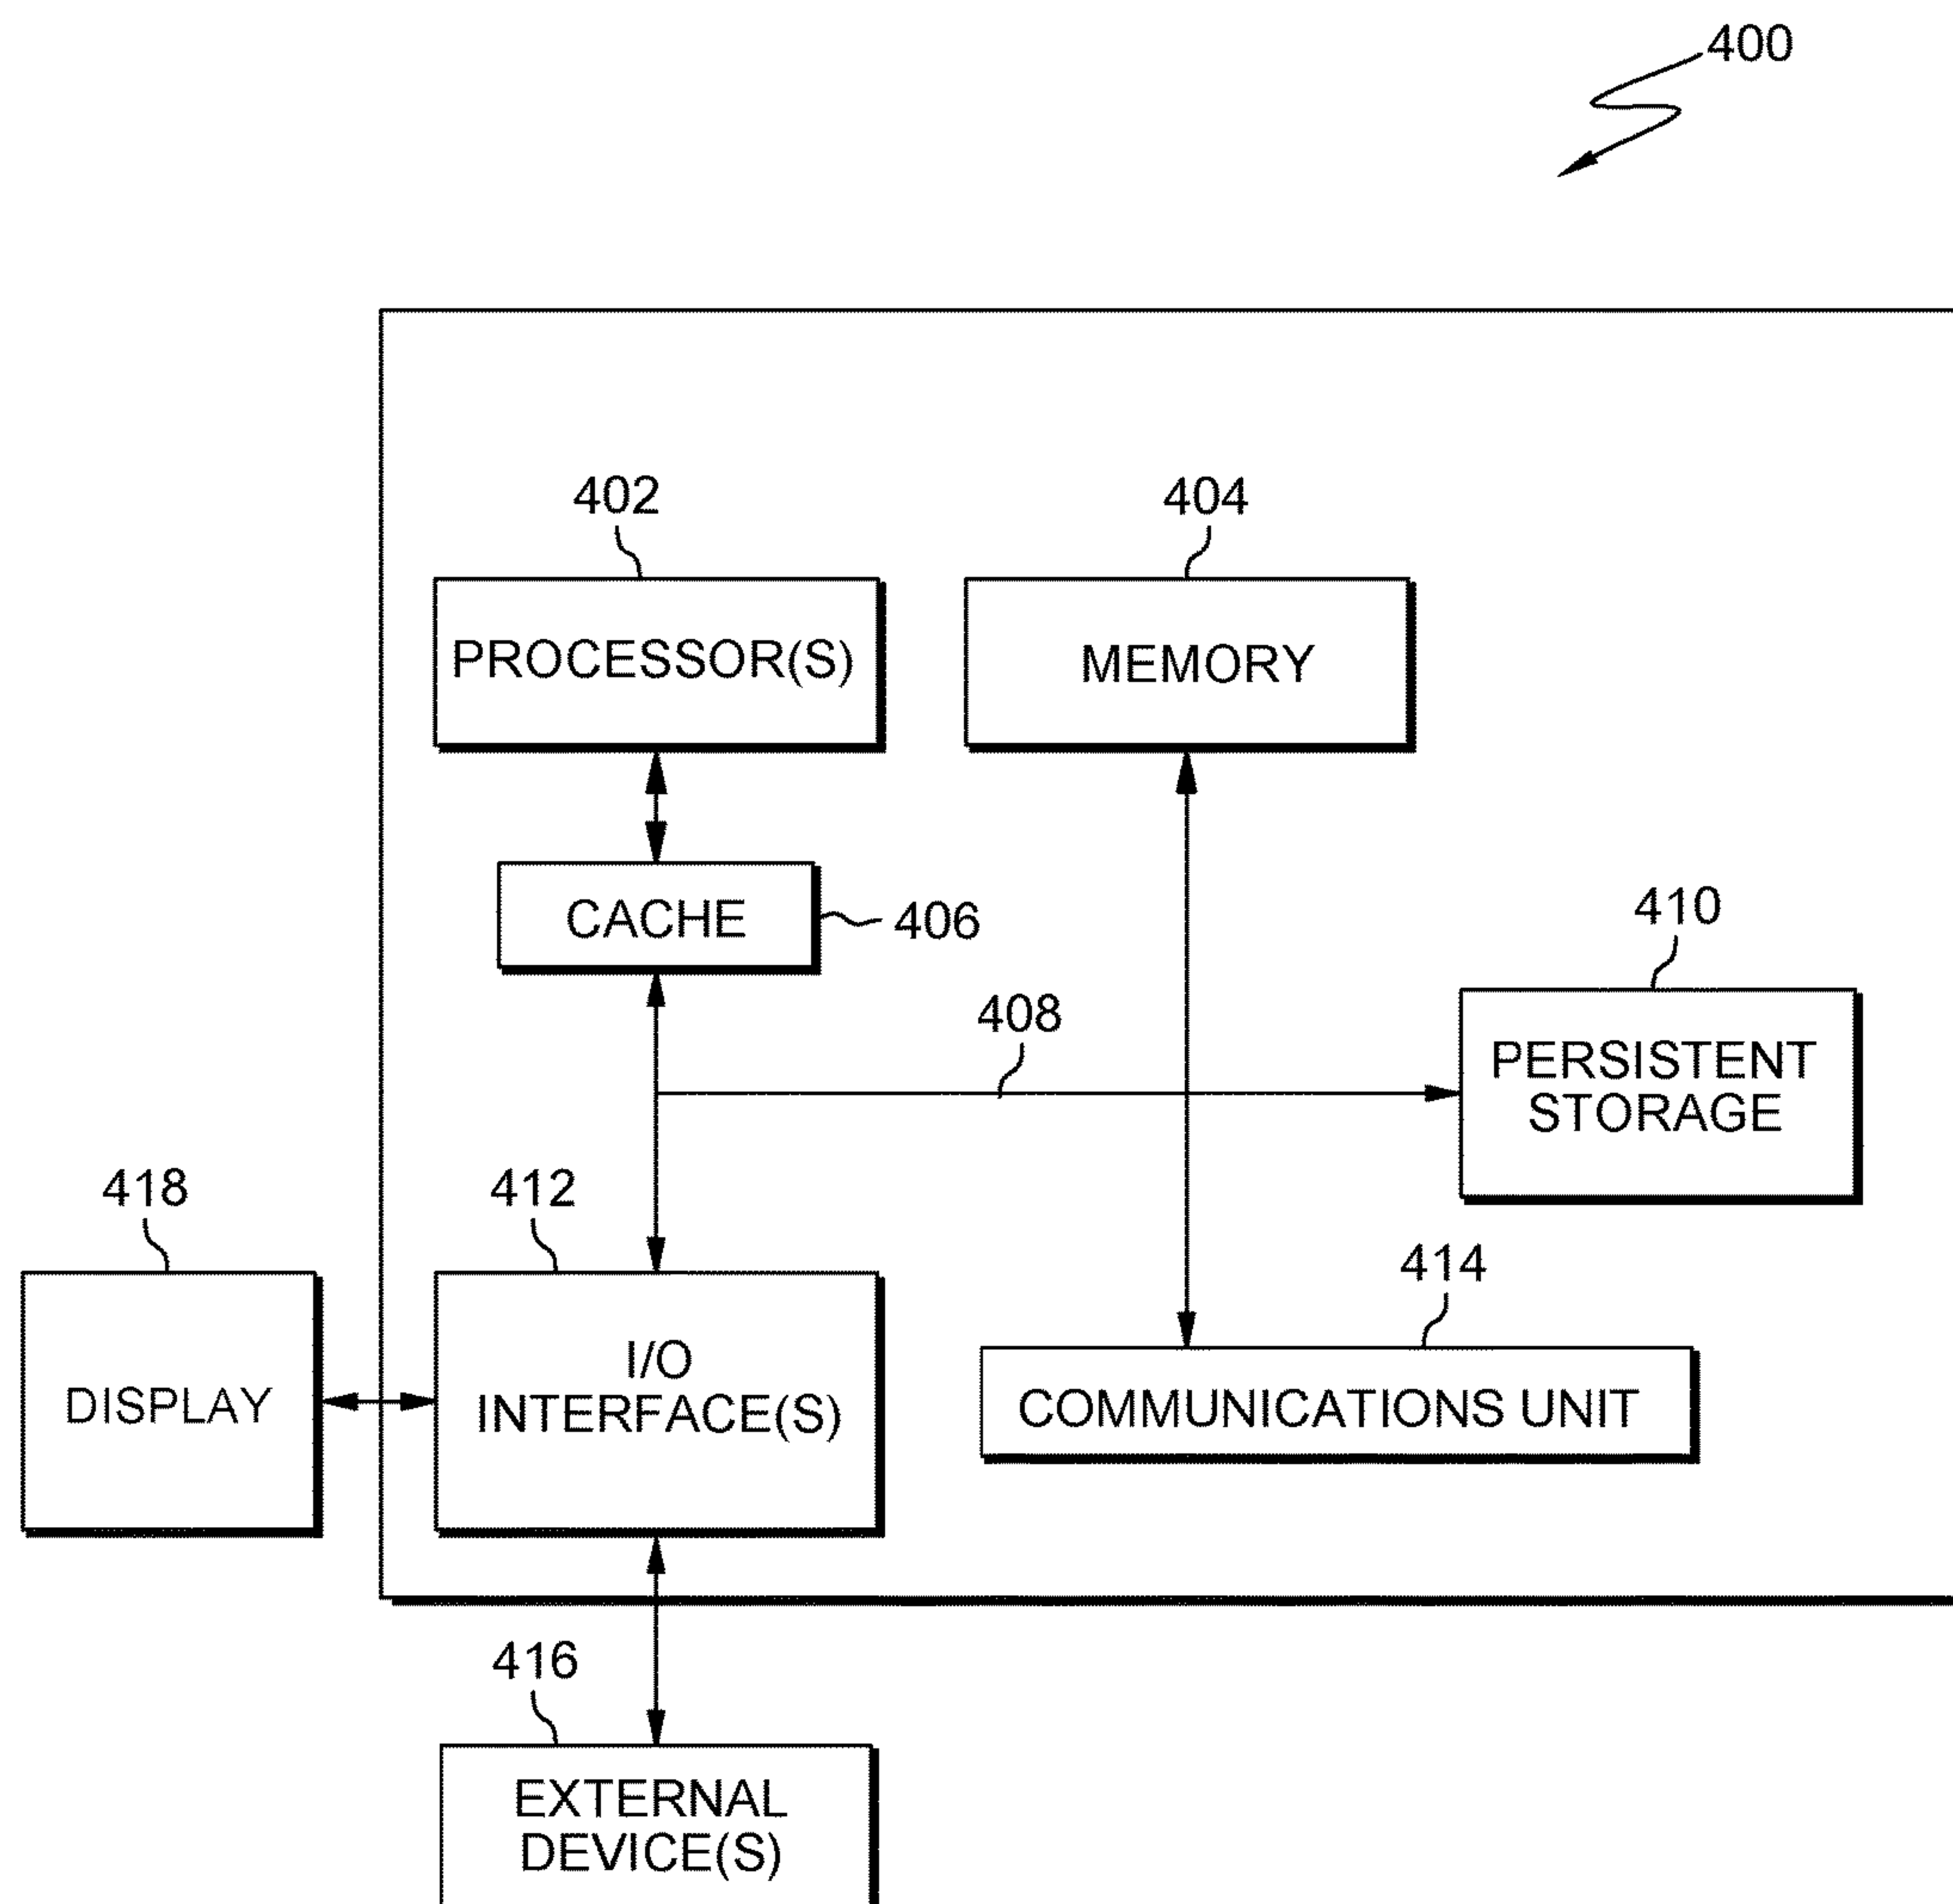 400
402
404
PROCESSOR(S)
MEMORY
CACHE
406
410
408
PERSISTENT
STORAGE
418
412
414
DISPLAY
I/O
INTERFACE(S)
COMMUNICATIONS UNIT
416
EXTERNAL
DEVICE(S)